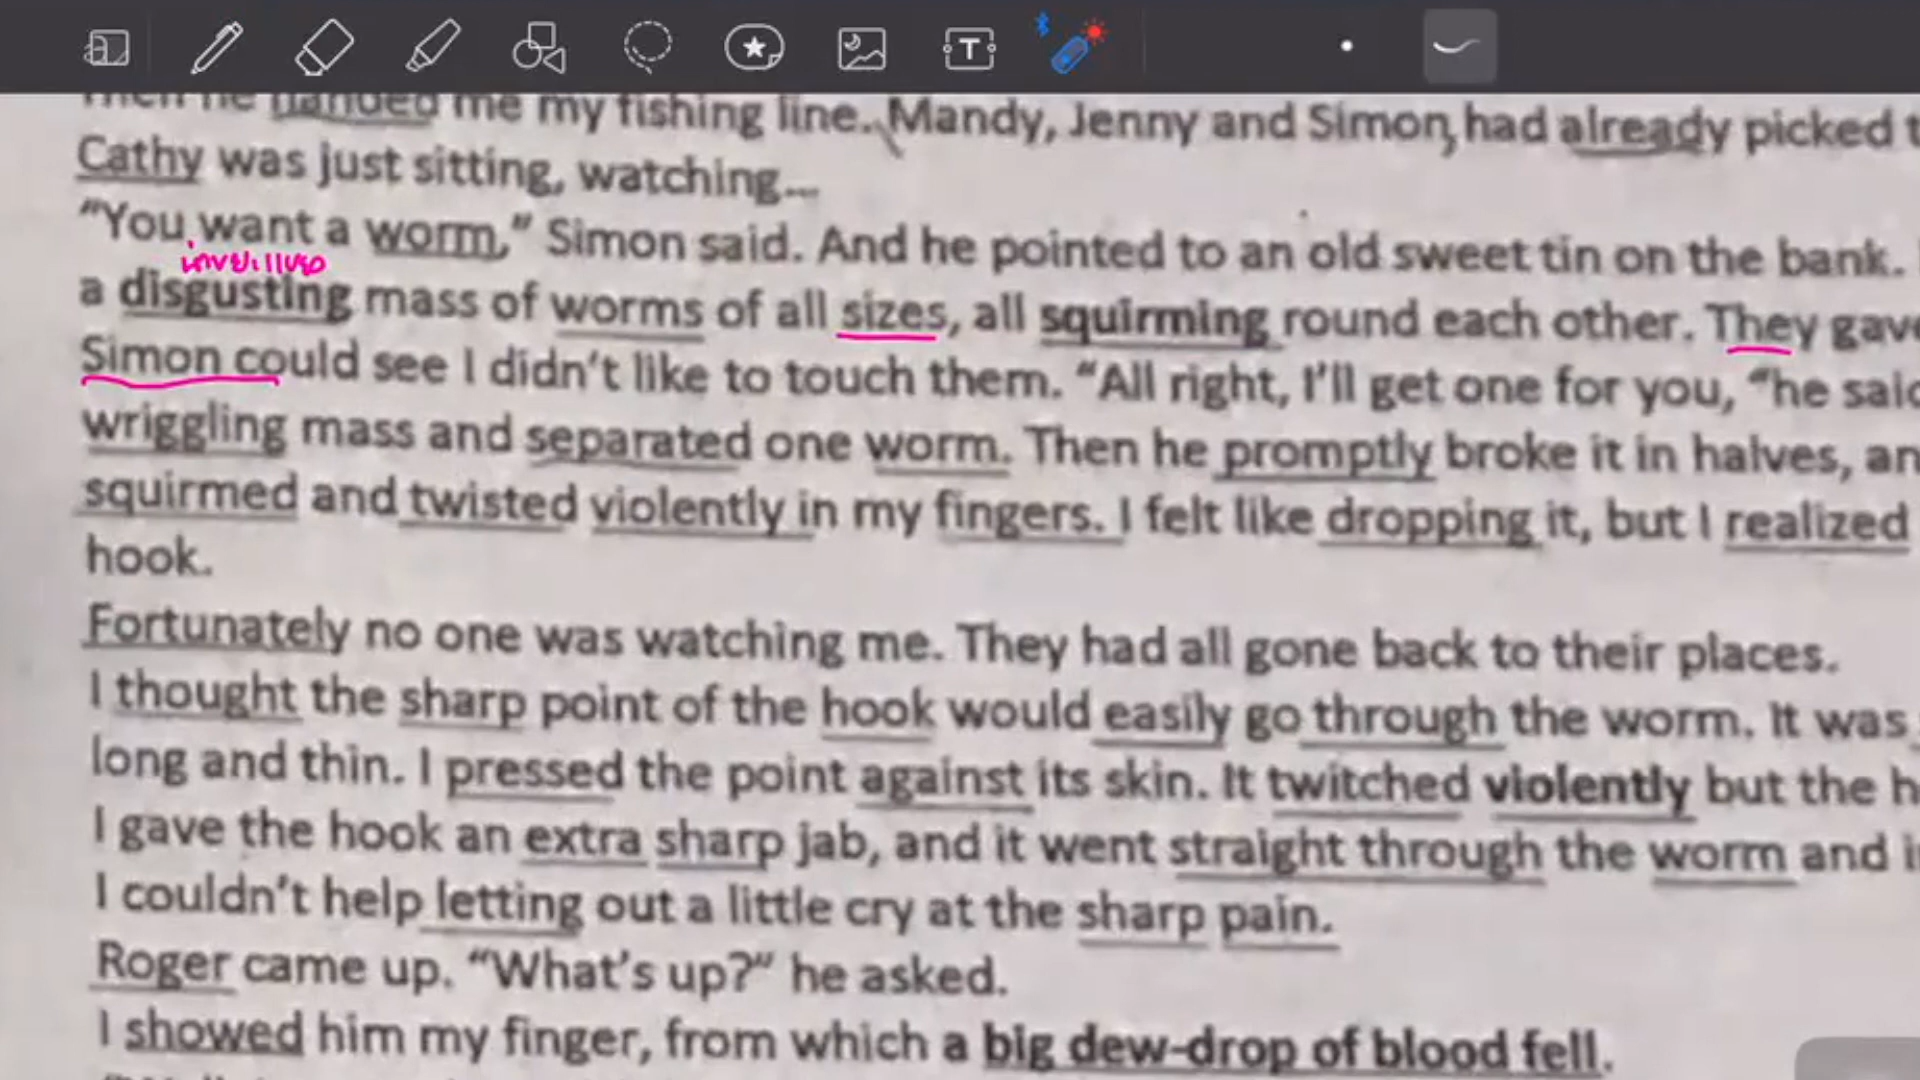 Then he handed me my fishing line. Mandy, Jenny and Simon, had already picked
Cathy was just sitting, watching...
"You want a worm," Simon said. And he pointed to an old sweet tin on the bank.
a disgusting mass of worms of all sizes, all squirming round each other. They gave
Simon could see I didn't like to touch them. "All right, I'll get one for you, "he said
wriggling mass and separated one worm. Then he promptly broke it in halves, an
squirmed and twisted violently in my fingers. I felt like dropping it, but I realized
hook.
Fortunately no one was watching me. They had all gone back to their places.
I thought the sharp point of the hook would easily go through the worm. It was
long and thin. I pressed the point against its skin. It twitched violently but the h
I gave the hook an extra sharp jab, and it went straight through the worm and i
I couldn't help letting out a little cry at the sharp pain.
Roger came up. "What's up?" he asked.
I showed him my finger, from which a big dew-drop of blood fell.